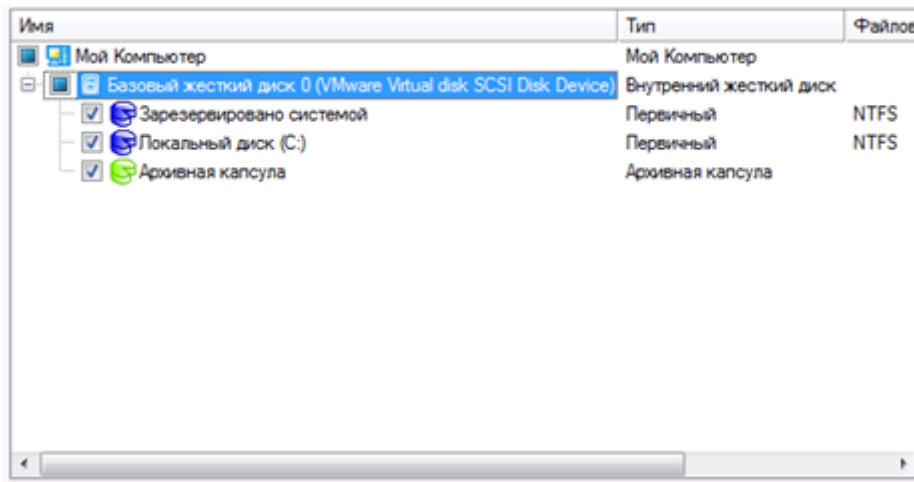 Имя Тип Файлов
Мой Компьютер Мой Компьютер
Базовый жесткий диск 0 (VMware Virtual disk SCSI Disk Device) Внутренний жесткий диск
Зарезервировано системой Первичный NTFS
Локальный диск (C:) Первичный NTFS
Архивная капсула Архивная капсула